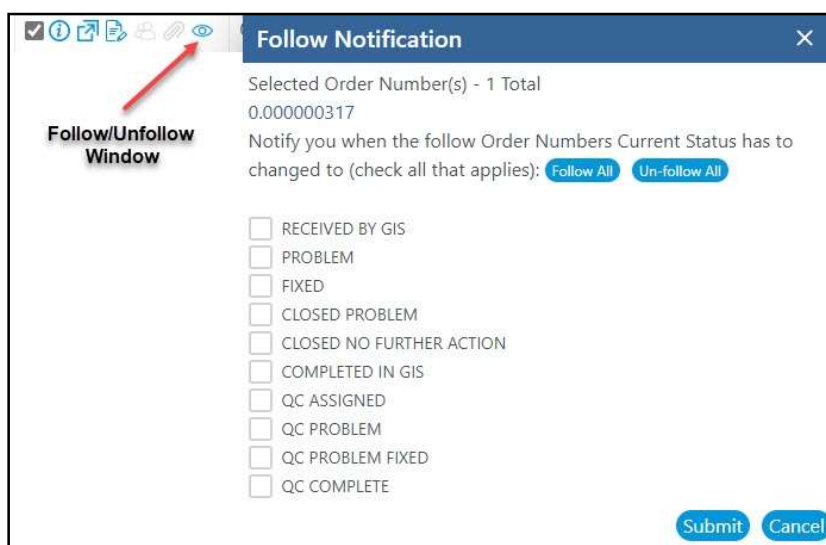 Follow Notification
Selected Order Number(s) - 1 Total
0.000000317
Notify you when the follow Order Numbers Current Status has to
changed to (check all that applies): Follow All Un-follow All
Follow/Unfollow
Window
RECEIVED BY GIS
PROBLEM
FIXED
CLOSED PROBLEM
CLOSED NO FURTHER ACTION
COMPLETED IN GIS
QC ASSIGNED
QC PROBLEM
QC PROBLEM FIXED
QC COMPLETE
Submit Cancel